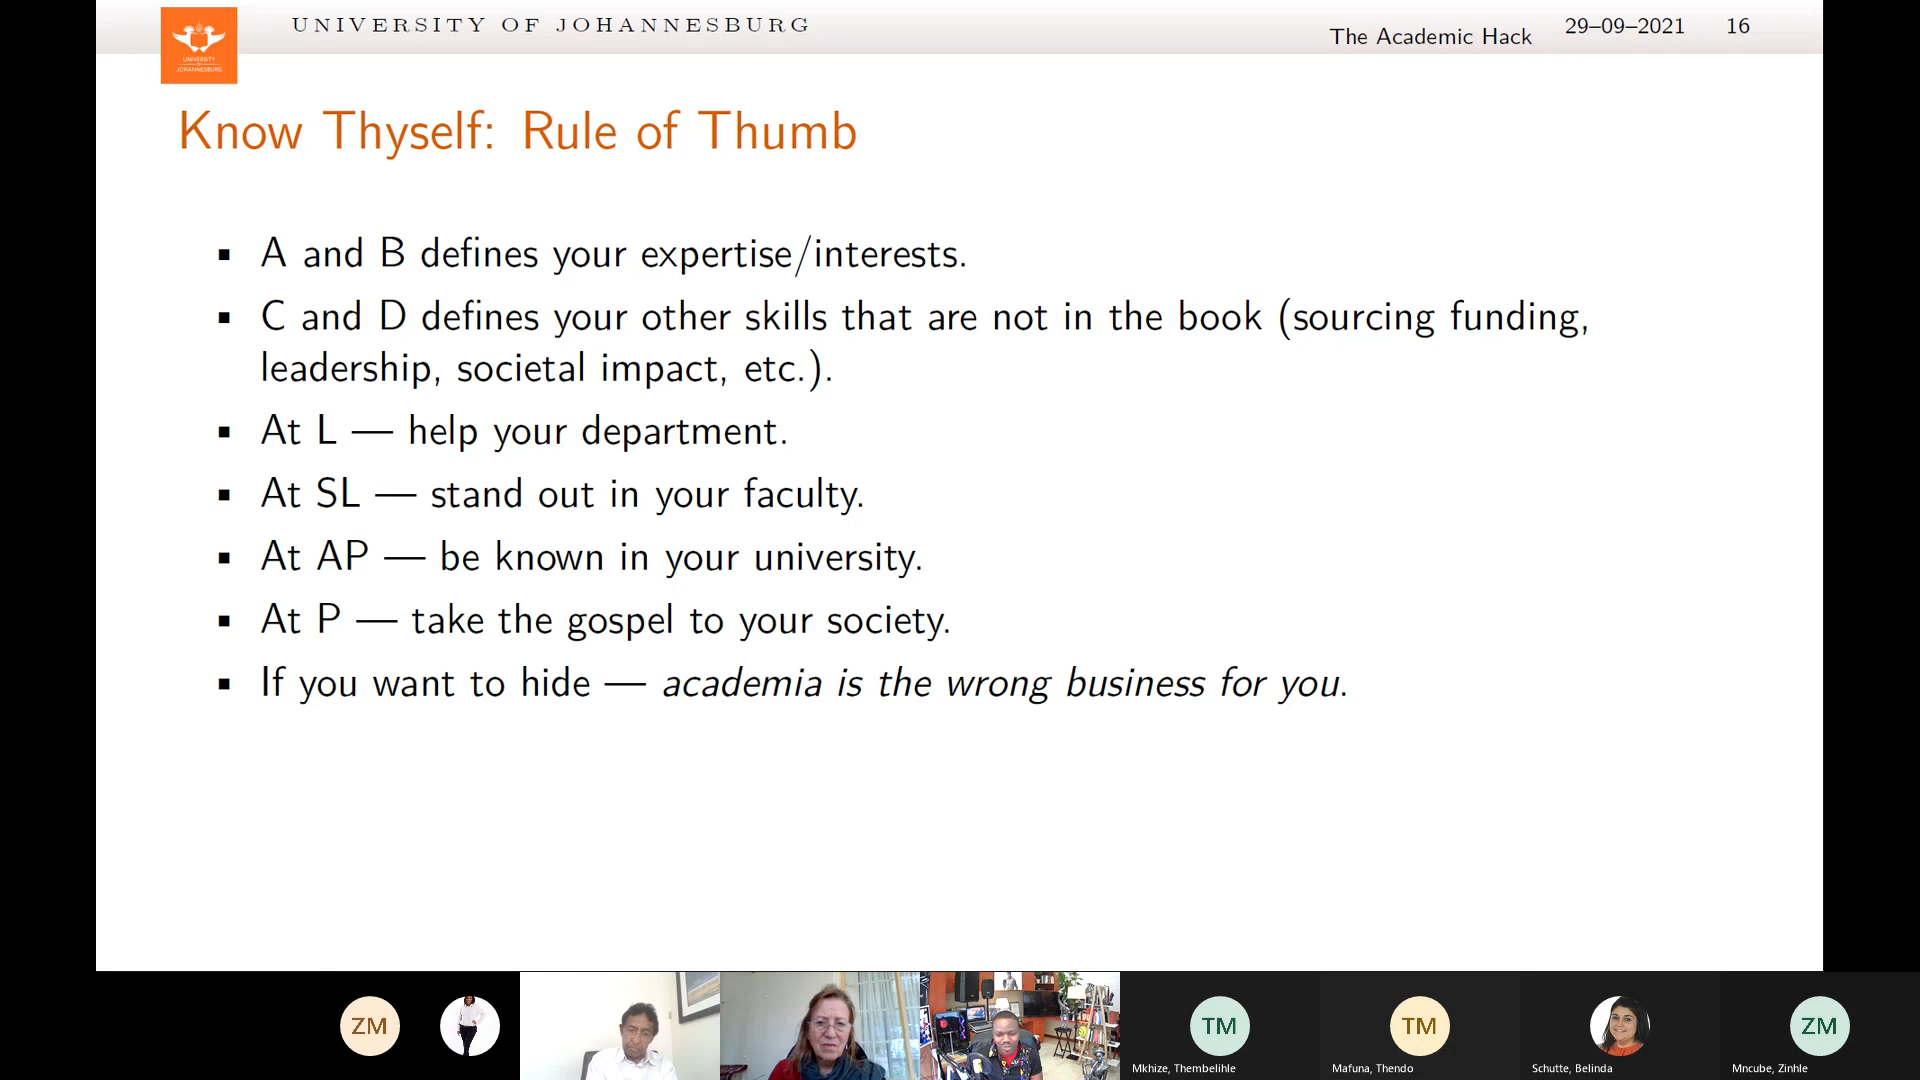 UNIVERSITY OF JOHANNESBURG
The Academic Hack 29–09–2021 16
UNIVERSITY
OF
JOHANNESBURG
Know Thyself: Rule of Thumb
▪ A and B defines your expertise/interests.
▪ C and D defines your other skills that are not in the book (sourcing funding,
leadership, societal impact, etc.).
▪ At L — help your department.
▪ At SL — stand out in your faculty.
▪ At AP — be known in your university.
▪ At P — take the gospel to your society.
▪ If you want to hide — academia is the wrong business for you.
ZM
TM
TM
ZM
Mkhize, Thembelihle
Mafuna, Thendo
Schutte, Belinda
Mncube, Zinhle